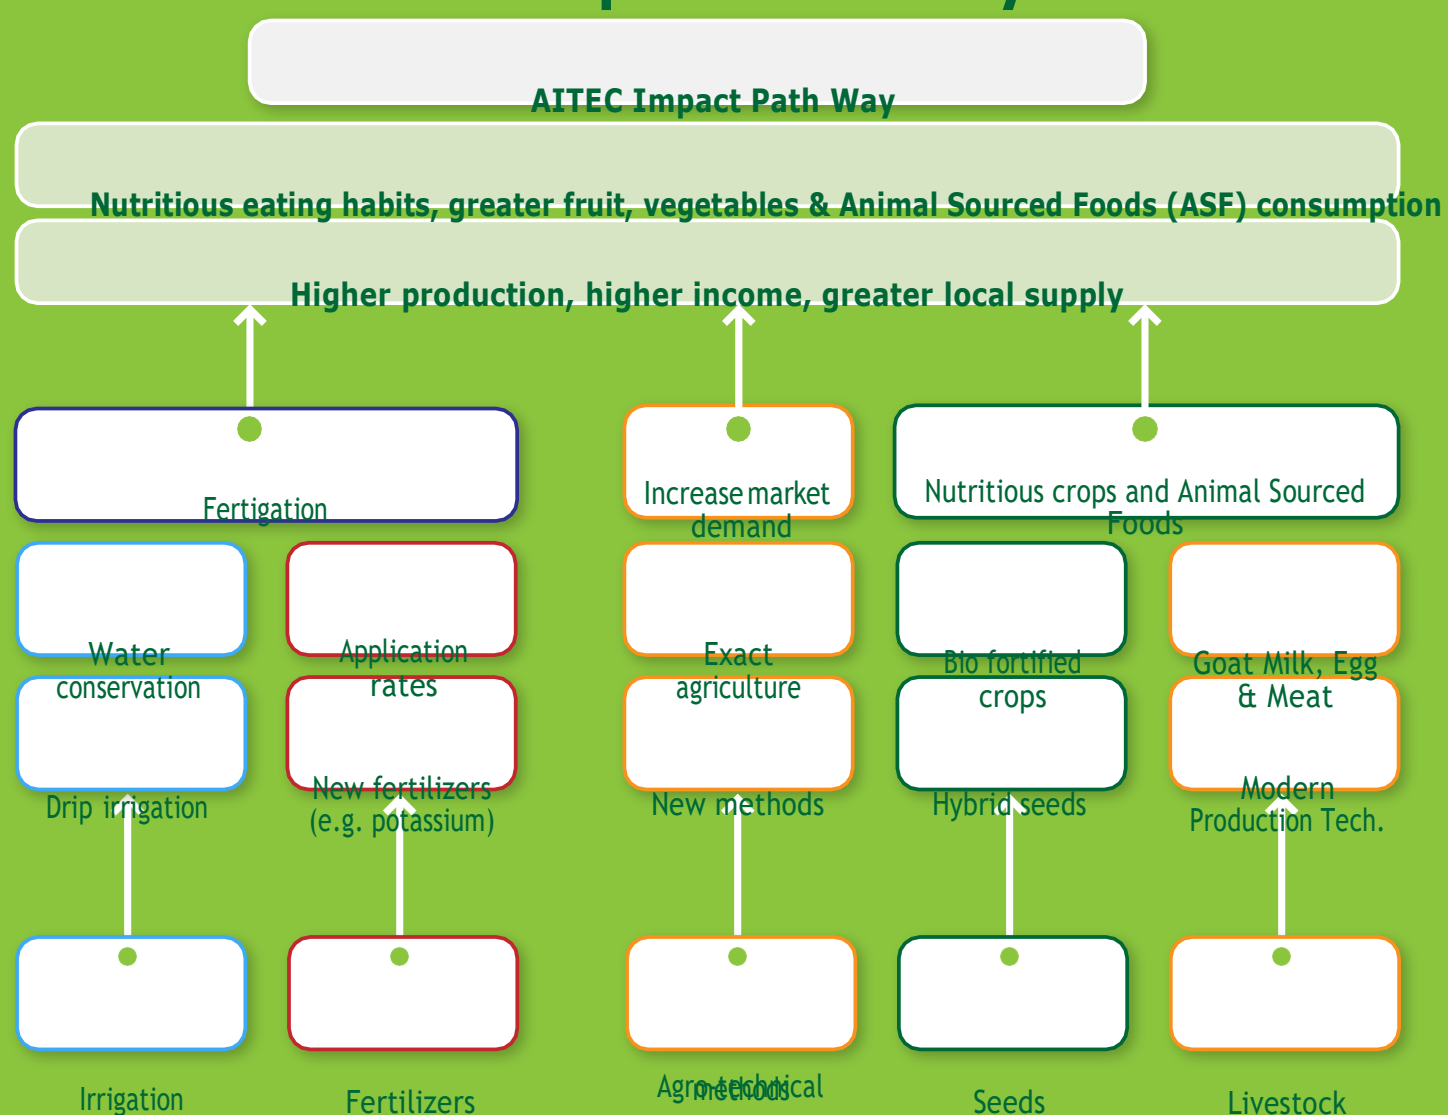 AITEC Impact Path Way
Nutritious eating habits, greater fruit, vegetables & Animal Sourced Foods (ASF) consumption
Higher production, higher income, greater local supply
Fertigation
Increase market
demand
Nutritious crops and Animal Sourced
Foods
Water
conservation
Application
rates
Exact
agriculture
Bio fortified
crops
Goat Milk, Egg
& Meat
Drip irrigation
New fertilizers
(e.g. potassium)
New methods
Hybrid seeds
Modern
Production Tech.
Irrigation
Fertilizers
Agro-technical
methods
Seeds
Livestock